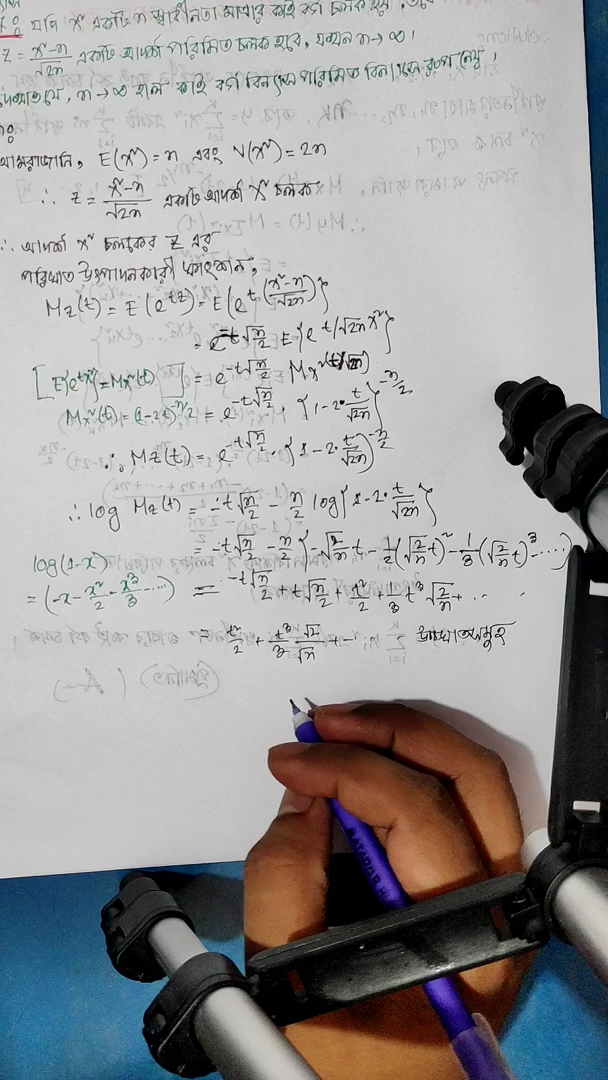 যদি χ² একটি n স্বাধীনতা মাত্রার কাই বর্গ চলক হয়, তবে
Z = χ²-n/√2n একটি আদর্শ পরিমিত চলক হবে, যখন n→∞।
n→∞ হলে কাই বর্গ বিন্যাস পরিমিত বিন্যাসে রূপ নেয়।
আমরাজানি, E(χ²) = n এবং V(χ²) = 2n
∴ Z = χ²-n/√2n একটি আদর্শ χ² চলক
∴ আদর্শ χ² চলকের Z এর
পরিঘাত উৎপাদনকারী ফাংশন,
Mz(t) = E(e^tz) = E{e^t(χ²-n/√2n)}
= e^-t√n/2 E{e^t/√2n χ²}
[E(e^tχ²) = Mχ²(t)] = e^-t√n/2 Mχ²(t/√2n)
Mχ²(t) = (1-2t)^-n/2 = e^-t√n/2 · {1-2·t/√2n}^-n/2
∴ Mz(t) = e^-t√n/2 · {1-2·t/√2n}^-n/2
∴ log Mz(t) = -t√n/2 - n/2 log{1-2·t/√2n}
= -t√n/2 - n/2 {-√2/n t - 1/2(√2/n t)² - 1/3(√2/n t)³ ....}
log(1-x)
= (-x - x²/2 - x³/3 ....) = -t√n/2 + t√n/2 + t²/2 + 1/3 t³ √2/n + ....
= t²/2 + t³/3 √2/√n + -
BATAPOR